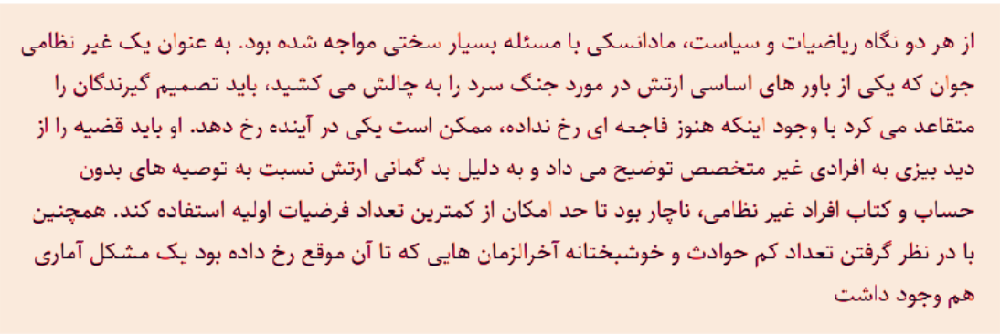 از هر دو نگاه ریاضیات و سیاست، مادانسکی با مسئله بسیار سختی مواجه شده بود. به عنوان یک غیر نظامی
جوان که یکی از باور های اساسی ارتش در مورد جنگ سرد را به چالش می کشید، باید تصمیم گیرندگان را
متقاعد می کرد با وجود اینکه هنوز فاجعه ای رخ نداده، ممکن است یکی در آینده رخ دهد. او باید قضیه را از
دید بیزی به افرادی غیر متخصص توضیح می داد و به دلیل بد گمانی ارتش نسبت به توصیه های بدون
حساب و کتاب افراد غیر نظامی، ناچار بود تا حد امکان از کمترین تعداد فرضیات اولیه استفاده کند. همچنین
با در نظر گرفتن تعداد کم حوادث و خوشبختانه آخرالزمان هایی که تا آن موقع رخ داده بود یک مشکل آماری
هم وجود داشت